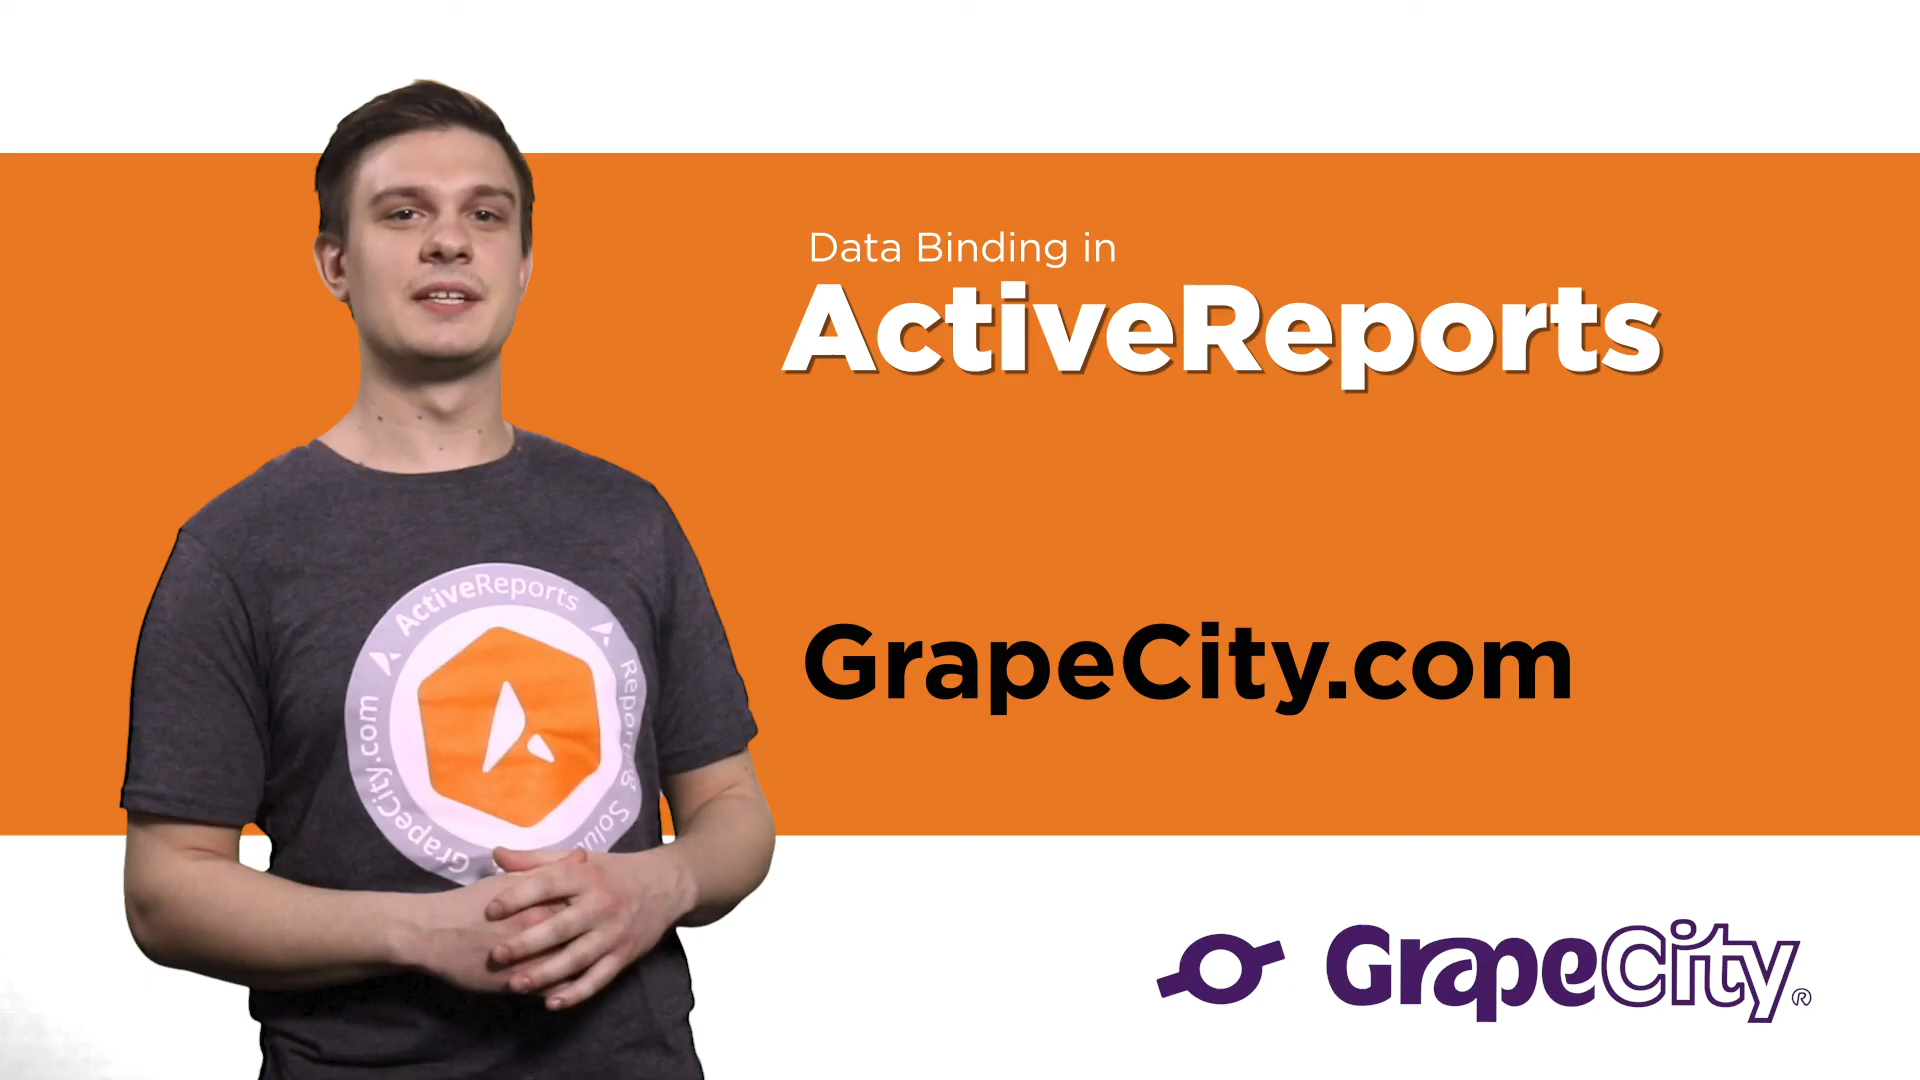 Data Binding in
ActiveReports
GrapeCity.com
ActiveReports
GrapeCity.com
GrapeCity®